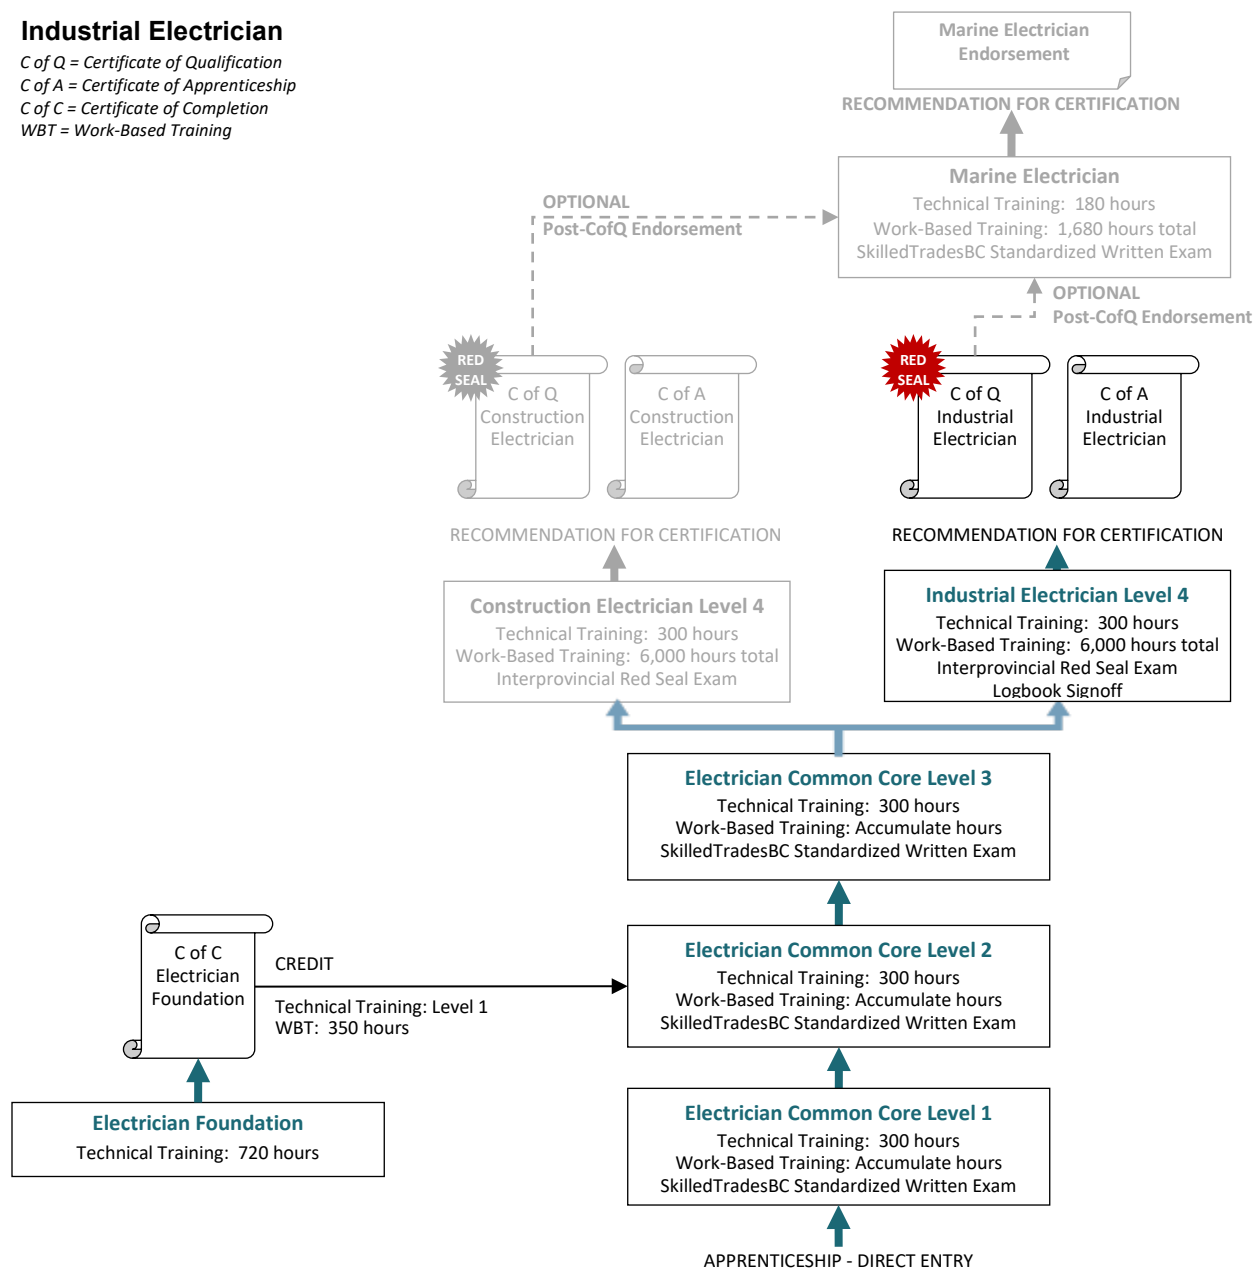 Industrial Electrician
C of Q = Certificate of Qualification
C of A = Certificate of Apprenticeship
C of C = Certificate of Completion
WBT = Work-Based Training
Marine Electrician
Endorsement
RECOMMENDATION FOR CERTIFICATION
Marine Electrician
Technical Training:  180 hours
Work-Based Training:  1,680 hours total
SkilledTradesBC Standardized Written Exam
OPTIONAL
Post-CofQ Endorsement
OPTIONAL
Post-CofQ Endorsement
RED
SEAL
C of Q
Construction
Electrician
C of A
Construction
Electrician
RED
SEAL
C of Q
Industrial
Electrician
C of A
Industrial
Electrician
RECOMMENDATION FOR CERTIFICATION
RECOMMENDATION FOR CERTIFICATION
Construction Electrician Level 4
Technical Training:  300 hours
Work-Based Training:  6,000 hours total
Interprovincial Red Seal Exam
Industrial Electrician Level 4
Technical Training:  300 hours
Work-Based Training:  6,000 hours total
Interprovincial Red Seal Exam
Logbook Signoff
Electrician Common Core Level 3
Technical Training:  300 hours
Work-Based Training: Accumulate hours
SkilledTradesBC Standardized Written Exam
Electrician Common Core Level 2
Technical Training:  300 hours
Work-Based Training: Accumulate hours
SkilledTradesBC Standardized Written Exam
C of C
Electrician
Foundation
CREDIT
Technical Training: Level 1
WBT:  350 hours
Electrician Foundation
Technical Training:  720 hours
Electrician Common Core Level 1
Technical Training:  300 hours
Work-Based Training: Accumulate hours
SkilledTradesBC Standardized Written Exam
APPRENTICESHIP - DIRECT ENTRY